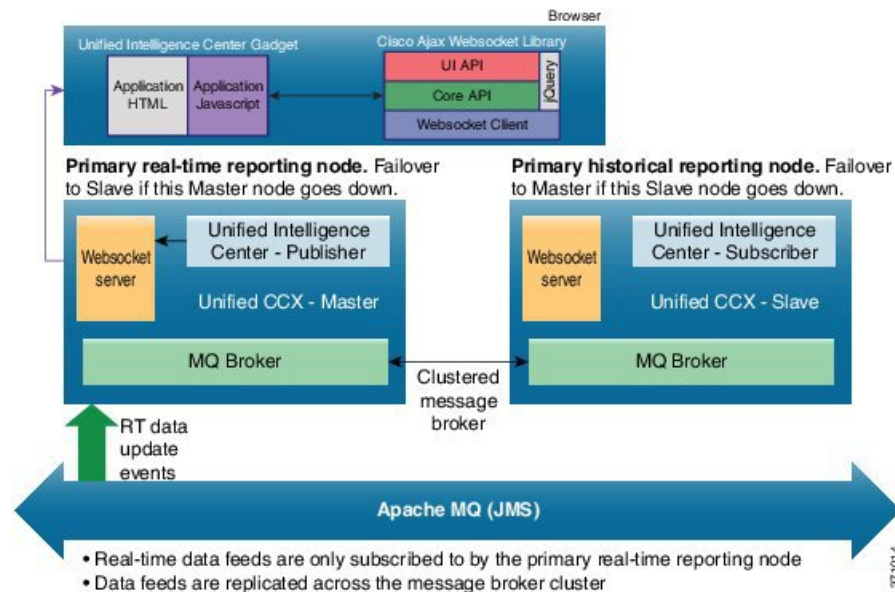 Browser
Unified Intelligence Center Gadget
Application
HTML
Application
Javascript
Cisco Ajax Websocket Library
UI API
Core API
jQuery
Websocket Client
Primary real-time reporting node. Failover
to Slave if this Master node goes down.
Primary historical reporting node. Failover
to Master if this Slave node goes down.
Websocket
server
Unified Intelligence
Center - Publisher
Unified CCX - Master
MQ Broker
Websocket
server
Unified Intelligence
Center - Subscriber
Unified CCX - Slave
MQ Broker
Clustered
message
broker
RT data
update
events
Apache MQ (JMS)
• Real-time data feeds are only subscribed to by the primary real-time reporting node
• Data feeds are replicated across the message broker cluster